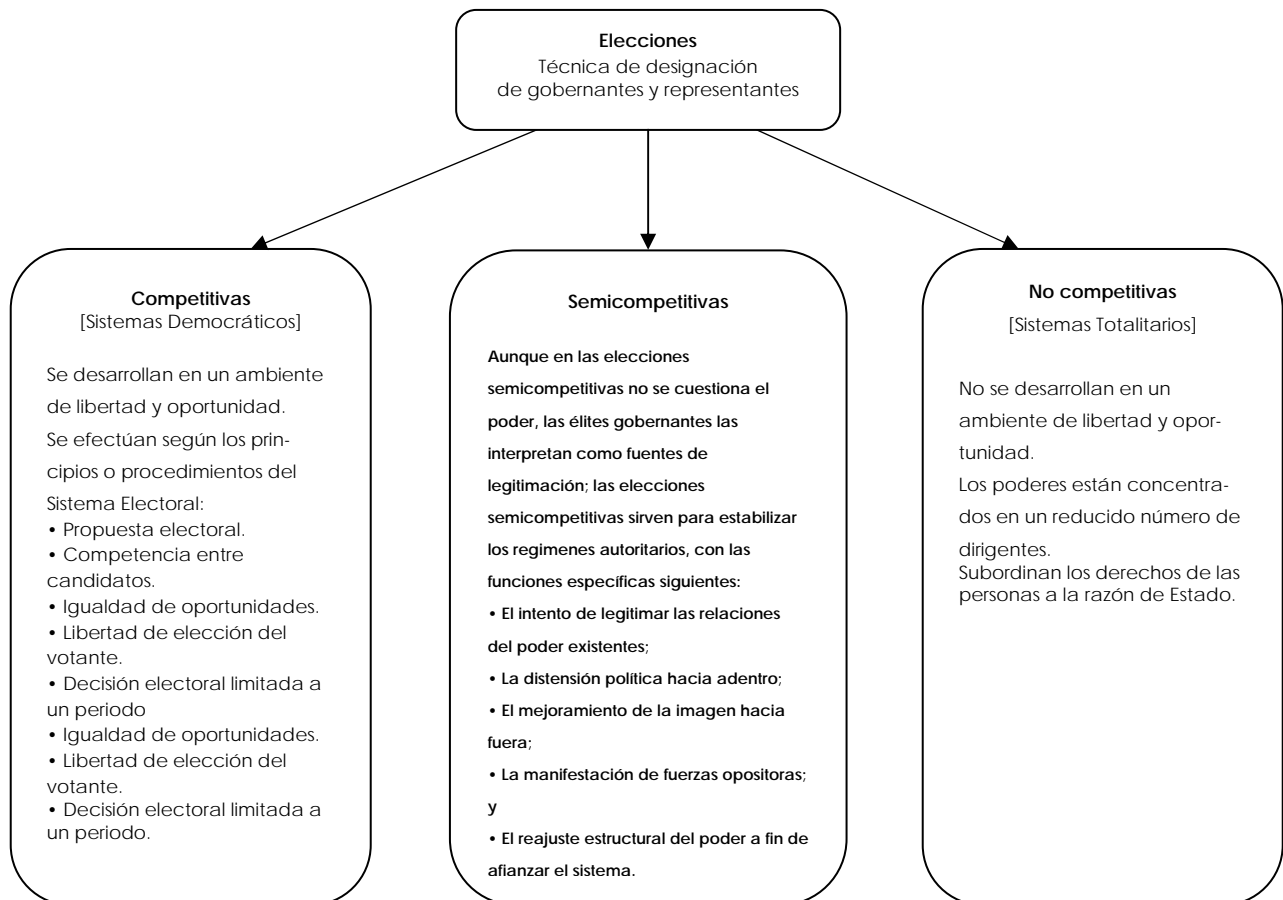 Elecciones
Técnica de designación
de gobernantes y representantes
Competitivas
[Sistemas Democráticos]
Se desarrollan en un ambiente
de libertad y oportunidad.
Se efectúan según los prin-
cipios o procedimientos del
Sistema Electoral:
• Propuesta electoral.
• Competencia entre
candidatos.
• Igualdad de oportunidades.
• Libertad de elección del
votante.
• Decisión electoral limitada a
un periodo
• Igualdad de oportunidades.
• Libertad de elección del
votante.
• Decisión electoral limitada a
un periodo.
Semicompetitivas
Aunque en las elecciones
semicompetitivas no se cuestiona el
poder, las élites gobernantes las
interpretan como fuentes de
legitimación; las elecciones
semicompetitivas sirven para estabilizar
los regimenes autoritarios, con las
funciones específicas siguientes:
• El intento de legitimar las relaciones
del poder existentes;
• La distensión política hacia adentro;
• El mejoramiento de la imagen hacia
fuera;
• La manifestación de fuerzas opositoras;
y
• El reajuste estructural del poder a fin de
afianzar el sistema.
No competitivas
[Sistemas Totalitarios]
No se desarrollan en un
ambiente de libertad y opor-
tunidad.
Los poderes están concentra-
dos en un reducido número de
dirigentes.
Subordinan los derechos de las
personas a la razón de Estado.